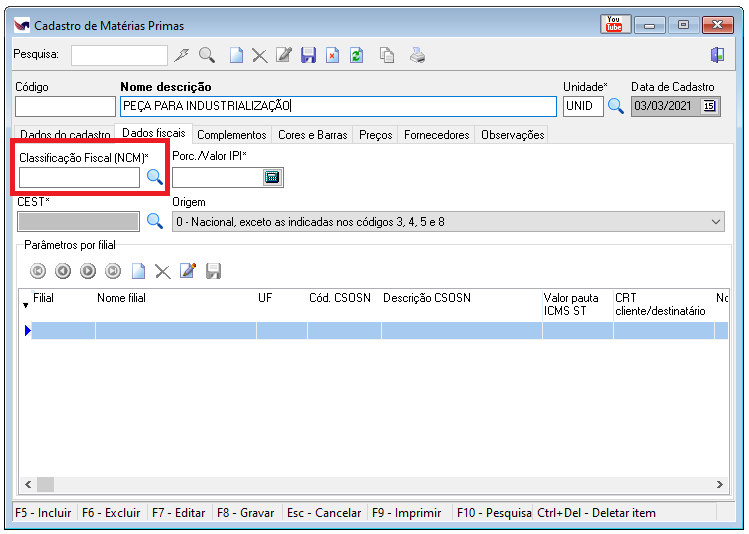 Cadastro de Matérias Primas
You Tube
Pesquisa:
Código Nome descrição Unidade* Data de Cadastro
PEÇA PARA INDUSTRIALIZAÇÃO UNID 03/03/2021 15
Dados do cadastro Dados fiscais Complementos Cores e Barras Preços Fornecedores Observações
Classificação Fiscal (NCM)* Porc./Valor IPI*
CEST* Origem
0 - Nacional, exceto as indicadas nos códigos 3, 4, 5 e 8
Parâmetros por filial
Filial Nome filial UF Cód. CSOSN Descrição CSOSN Valor pauta ICMS ST CRT cliente/destinatário Nc
F5 - Incluir F6 - Excluir F7 - Editar F8 - Gravar Esc - Cancelar F9 - Imprimir F10 - Pesquisa Ctrl+Del - Deletar item